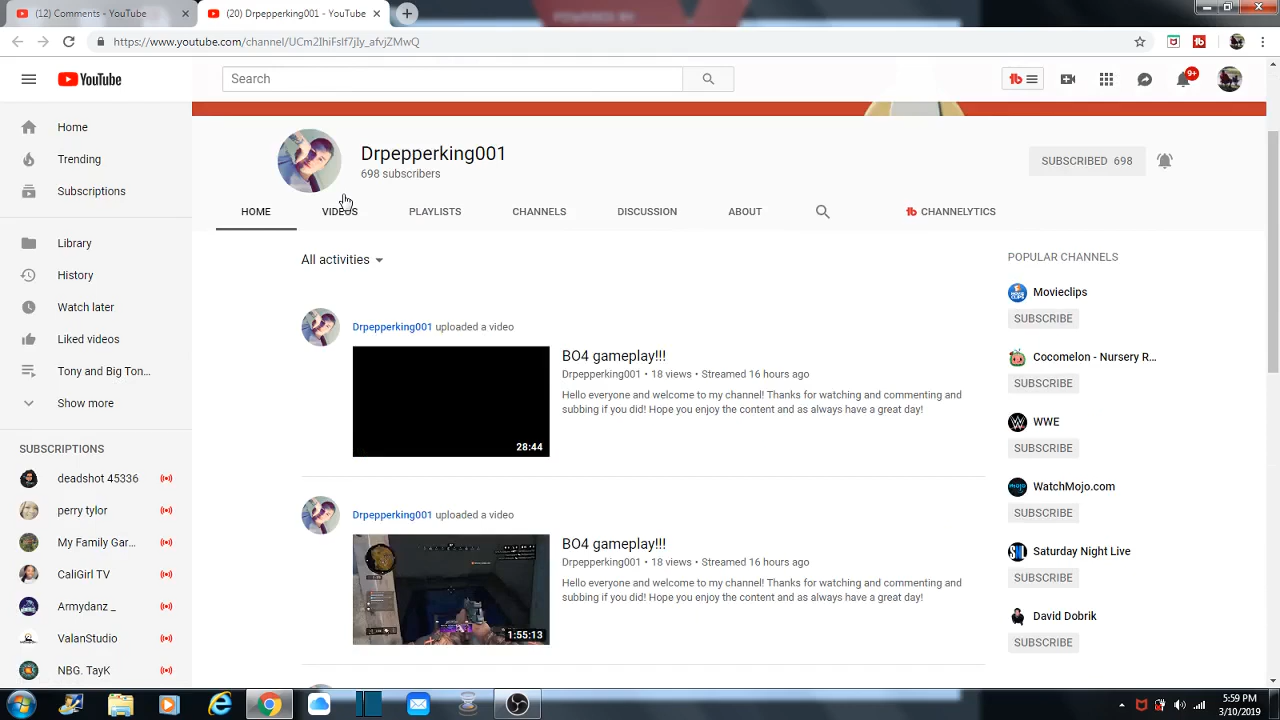 (12) Comments - YouTube
(20) Drpepperking001 - YouTube
POWERED BY
https://www.youtube.com/channel/UCm2IhiFslf7jIy_afvjZMwQ
YouTube
Search
tb
9+
Home
Trending
Subscriptions
Library
History
Watch later
Liked videos
Tony and Big Ton...
Show more
SUBSCRIPTIONS
deadshot 45336
perry tylor
My Family Gar...
CaliGirl TV
Armydanz _
ValanStudio
NBG. TayK
Drpepperking001
698 subscribers
SUBSCRIBED 698
HOME
VIDEOS
PLAYLISTS
CHANNELS
DISCUSSION
ABOUT
tb CHANNELYTICS
All activities
Drpepperking001 uploaded a video
28:44
BO4 gameplay!!!
Drpepperking001 • 18 views • Streamed 16 hours ago
Hello everyone and welcome to my channel! Thanks for watching and commenting and
subbing if you did! Hope you enjoy the content and as always have a great day!
Drpepperking001 uploaded a video
1:55:13
BO4 gameplay!!!
Drpepperking001 • 18 views • Streamed 16 hours ago
Hello everyone and welcome to my channel! Thanks for watching and commenting and
subbing if you did! Hope you enjoy the content and as always have a great day!
POPULAR CHANNELS
Movieclips
SUBSCRIBE
Cocomelon - Nursery R...
SUBSCRIBE
WWE
SUBSCRIBE
WatchMojo.com
SUBSCRIBE
Saturday Night Live
SUBSCRIBE
David Dobrik
SUBSCRIBE
5:59 PM
3/10/2019